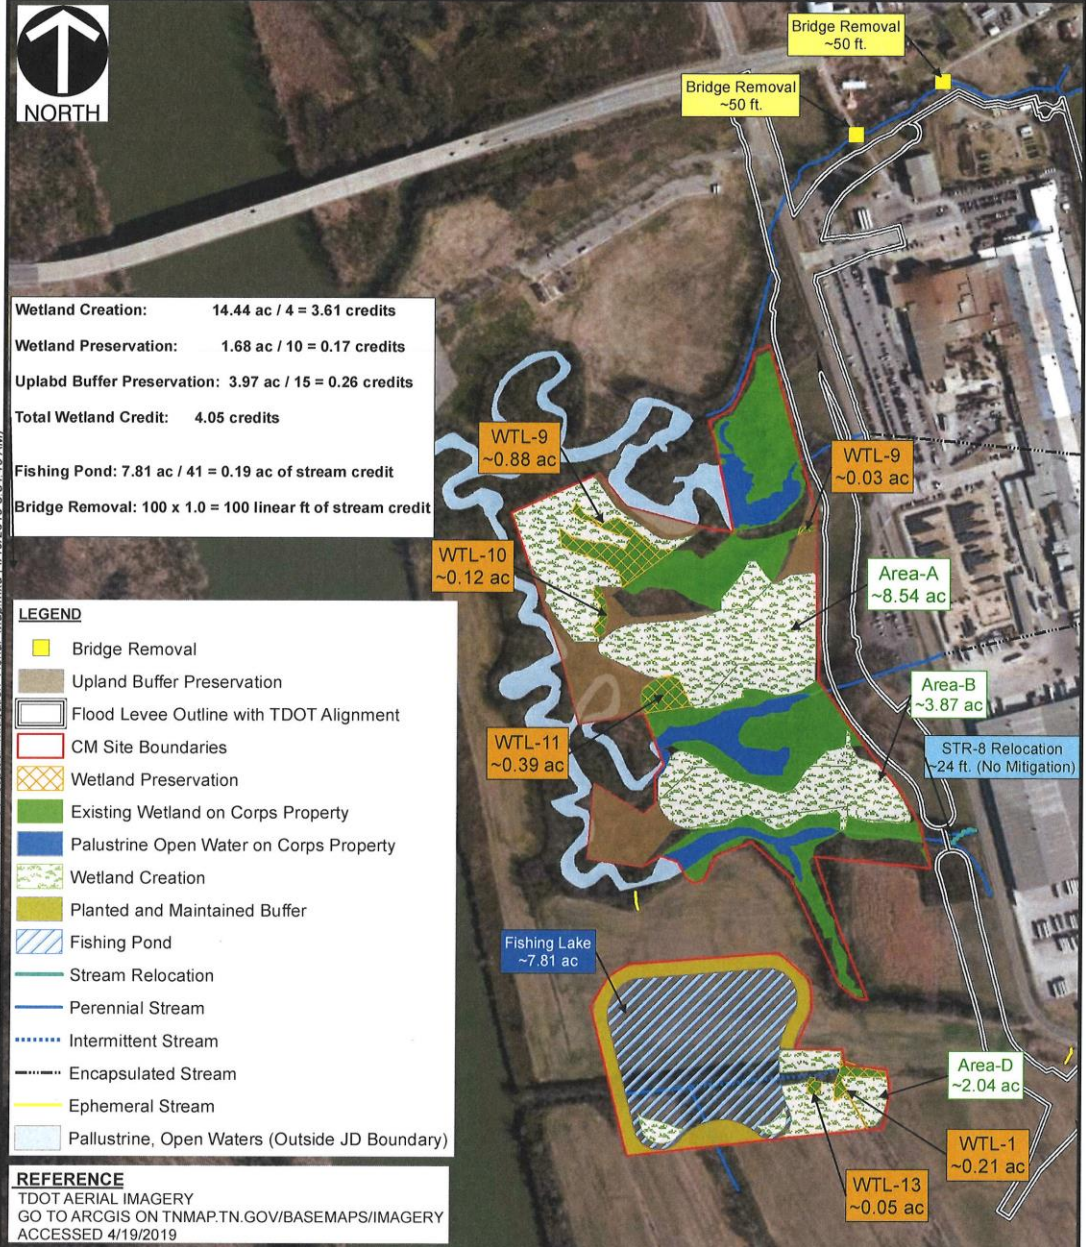 NORTH
Bridge Removal
~50 ft.
Bridge Removal
~50 ft.
Wetland Creation: 14.44 ac / 4 = 3.61 credits
Wetland Preservation: 1.68 ac / 10 = 0.17 credits
Uplabd Buffer Preservation: 3.97 ac / 15 = 0.26 credits
Total Wetland Credit: 4.05 credits
Fishing Pond: 7.81 ac / 41 = 0.19 ac of stream credit
Bridge Removal: 100 x 1.0 = 100 linear ft of stream credit
WTL-9
~0.88 ac
WTL-9
~0.03 ac
WTL-10
~0.12 ac
Area-A
~8.54 ac
Area-B
~3.87 ac
WTL-11
~0.39 ac
STR-8 Relocation
~24 ft. (No Mitigation)
Fishing Lake
~7.81 ac
Area-D
~2.04 ac
WTL-1
~0.21 ac
WTL-13
~0.05 ac
LEGEND
Bridge Removal
Upland Buffer Preservation
Flood Levee Outline with TDOT Alignment
CM Site Boundaries
Wetland Preservation
Existing Wetland on Corps Property
Palustrine Open Water on Corps Property
Wetland Creation
Planted and Maintained Buffer
Fishing Pond
Stream Relocation
Perennial Stream
Intermittent Stream
Encapsulated Stream
Ephemeral Stream
Pallustrine, Open Waters (Outside JD Boundary)
REFERENCE
TDOT AERIAL IMAGERY
GO TO ARCGIS ON TNMAP.TN.GOV/BASEMAPS/IMAGERY
ACCESSED 4/19/2019